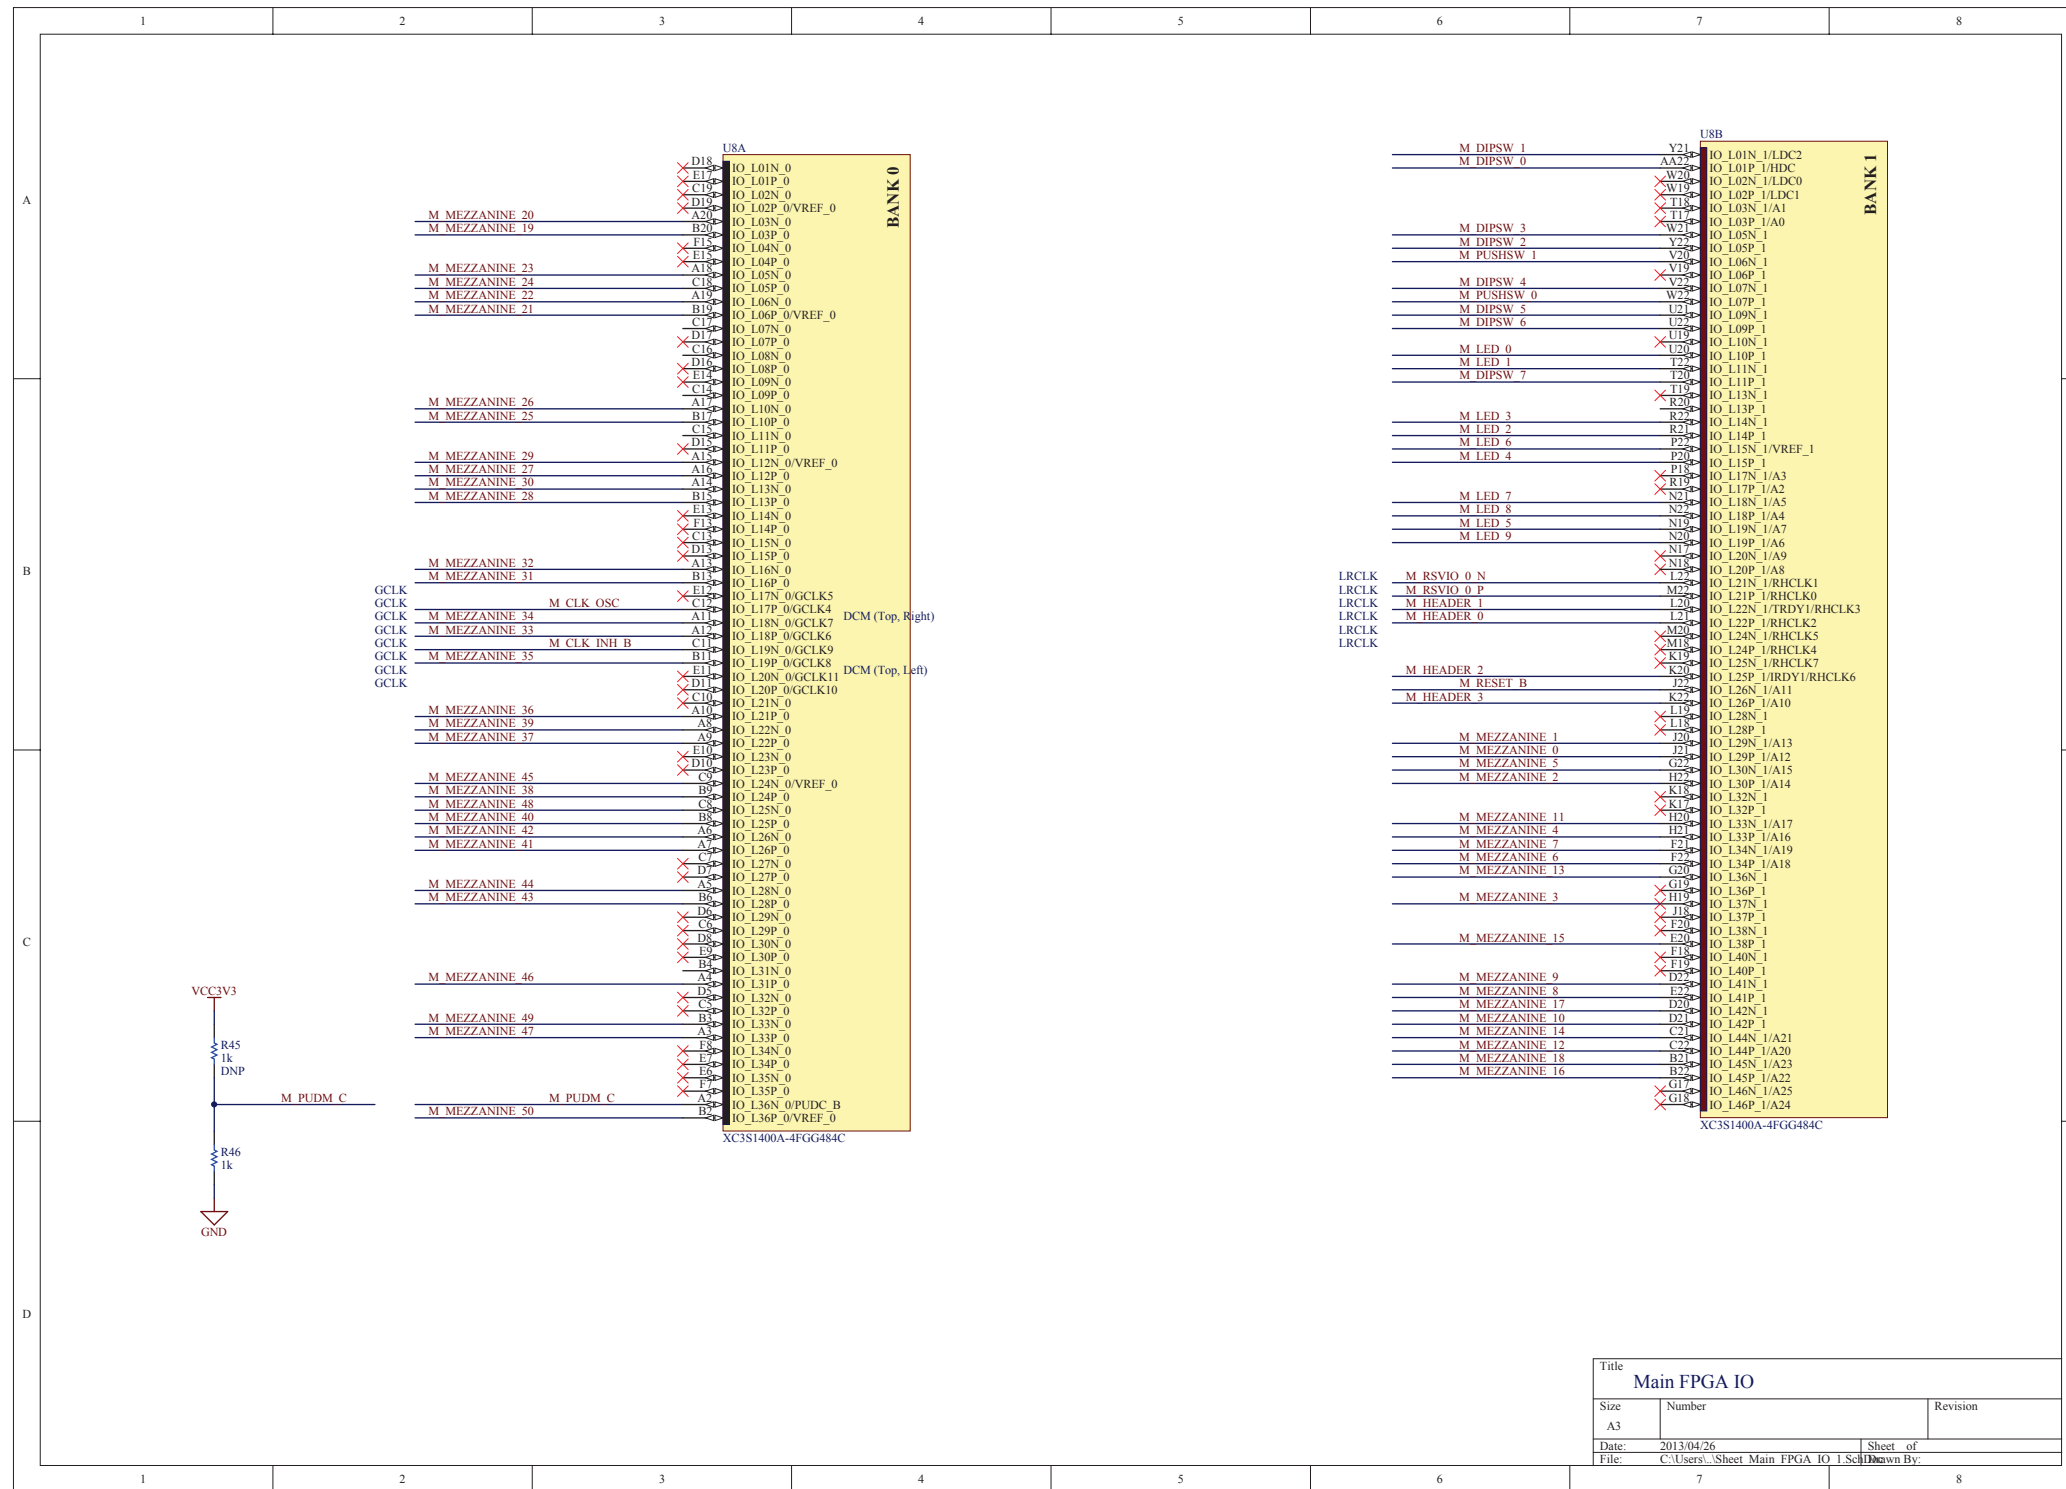 1 2 3 4 5 6 7 8
A
B
C
D
U8A
BANK 0
D18 IO_L01N_0
E17 IO_L01P_0
C19 IO_L02N_0
D19 IO_L02P_0/VREF_0
M_MEZZANINE_20 A20 IO_L03N_0
M_MEZZANINE_19 B20 IO_L03P_0
F15 IO_L04N_0
E15 IO_L04P_0
M_MEZZANINE_23 A18 IO_L05N_0
M_MEZZANINE_24 C18 IO_L05P_0
M_MEZZANINE_22 A19 IO_L06N_0
M_MEZZANINE_21 B19 IO_L06P_0/VREF_0
C17 IO_L07N_0
D17 IO_L07P_0
C16 IO_L08N_0
D16 IO_L08P_0
E14 IO_L09N_0
C14 IO_L09P_0
M_MEZZANINE_26 A17 IO_L10N_0
M_MEZZANINE_25 B17 IO_L10P_0
C15 IO_L11N_0
D15 IO_L11P_0
M_MEZZANINE_29 A15 IO_L12N_0/VREF_0
M_MEZZANINE_27 A16 IO_L12P_0
M_MEZZANINE_30 A14 IO_L13N_0
M_MEZZANINE_28 B15 IO_L13P_0
E13 IO_L14N_0
F13 IO_L14P_0
C13 IO_L15N_0
D13 IO_L15P_0
M_MEZZANINE_32 A13 IO_L16N_0
M_MEZZANINE_31 B13 IO_L16P_0
GCLK E12 IO_L17N_0/GCLK5
GCLK M_CLK_OSC C12 IO_L17P_0/GCLK4
GCLK M_MEZZANINE_34 A11 IO_L18N_0/GCLK7 DCM (Top, Right)
GCLK M_MEZZANINE_33 A12 IO_L18P_0/GCLK6
GCLK M_CLK_INH_B C11 IO_L19N_0/GCLK9
GCLK M_MEZZANINE_35 B11 IO_L19P_0/GCLK8
GCLK E11 IO_L20N_0/GCLK11 DCM (Top, Left)
GCLK D11 IO_L20P_0/GCLK10
C10 IO_L21N_0
M_MEZZANINE_36 A10 IO_L21P_0
M_MEZZANINE_39 A8 IO_L22N_0
M_MEZZANINE_37 A9 IO_L22P_0
E10 IO_L23N_0
D10 IO_L23P_0
M_MEZZANINE_45 C9 IO_L24N_0/VREF_0
M_MEZZANINE_38 B9 IO_L24P_0
M_MEZZANINE_48 C8 IO_L25N_0
M_MEZZANINE_40 B8 IO_L25P_0
M_MEZZANINE_42 A6 IO_L26N_0
M_MEZZANINE_41 A7 IO_L26P_0
C7 IO_L27N_0
D7 IO_L27P_0
M_MEZZANINE_44 A5 IO_L28N_0
M_MEZZANINE_43 B6 IO_L28P_0
D6 IO_L29N_0
C6 IO_L29P_0
D8 IO_L30N_0
E9 IO_L30P_0
B4 IO_L31N_0
M_MEZZANINE_46 A4 IO_L31P_0
D5 IO_L32N_0
C5 IO_L32P_0
M_MEZZANINE_49 B3 IO_L33N_0
M_MEZZANINE_47 A3 IO_L33P_0
F8 IO_L34N_0
E7 IO_L34P_0
E6 IO_L35N_0
F7 IO_L35P_0
M_PUDM_C A2 IO_L36N_0/PUDC_B
M_MEZZANINE_50 B2 IO_L36P_0/VREF_0
XC3S1400A-4FGG484C
VCC3V3
R45
1k
DNP
M_PUDM_C
R46
1k
GND
U8B
BANK 1
M_DIPSW_1 Y21 IO_L01N_1/LDC2
M_DIPSW_0 AA22 IO_L01P_1/HDC
W20 IO_L02N_1/LDC0
W19 IO_L02P_1/LDC1
T18 IO_L03N_1/A1
T17 IO_L03P_1/A0
M_DIPSW_3 W21 IO_L05N_1
M_DIPSW_2 Y22 IO_L05P_1
M_PUSHSW_1 V20 IO_L06N_1
V19 IO_L06P_1
M_DIPSW_4 V22 IO_L07N_1
M_PUSHSW_0 W22 IO_L07P_1
M_DIPSW_5 U21 IO_L09N_1
M_DIPSW_6 U22 IO_L09P_1
U19 IO_L10N_1
M_LED_0 U20 IO_L10P_1
M_LED_1 T22 IO_L11N_1
M_DIPSW_7 T20 IO_L11P_1
T19 IO_L13N_1
R20 IO_L13P_1
M_LED_3 R22 IO_L14N_1
M_LED_2 R21 IO_L14P_1
M_LED_6 P22 IO_L15N_1/VREF_1
M_LED_4 P20 IO_L15P_1
P18 IO_L17N_1/A3
R19 IO_L17P_1/A2
M_LED_7 N21 IO_L18N_1/A5
M_LED_8 N22 IO_L18P_1/A4
M_LED_5 N19 IO_L19N_1/A7
M_LED_9 N20 IO_L19P_1/A6
N17 IO_L20N_1/A9
N18 IO_L20P_1/A8
LRCLK M_RSVIO_0_N L22 IO_L21N_1/RHCLK1
LRCLK M_RSVIO_0_P M22 IO_L21P_1/RHCLK0
LRCLK M_HEADER_1 L20 IO_L22N_1/TRDY1/RHCLK3
LRCLK M_HEADER_0 L21 IO_L22P_1/RHCLK2
LRCLK M20 IO_L24N_1/RHCLK5
LRCLK M18 IO_L24P_1/RHCLK4
K19 IO_L25N_1/RHCLK7
M_HEADER_2 K20 IO_L25P_1/IRDY1/RHCLK6
M_RESET_B J22 IO_L26N_1/A11
M_HEADER_3 K22 IO_L26P_1/A10
L19 IO_L28N_1
L18 IO_L28P_1
M_MEZZANINE_1 J20 IO_L29N_1/A13
M_MEZZANINE_0 J21 IO_L29P_1/A12
M_MEZZANINE_5 G22 IO_L30N_1/A15
M_MEZZANINE_2 H22 IO_L30P_1/A14
K18 IO_L32N_1
K17 IO_L32P_1
M_MEZZANINE_11 H20 IO_L33N_1/A17
M_MEZZANINE_4 H21 IO_L33P_1/A16
M_MEZZANINE_7 F21 IO_L34N_1/A19
M_MEZZANINE_6 F22 IO_L34P_1/A18
M_MEZZANINE_13 G20 IO_L36N_1
G19 IO_L36P_1
M_MEZZANINE_3 H19 IO_L37N_1
J18 IO_L37P_1
F20 IO_L38N_1
M_MEZZANINE_15 E20 IO_L38P_1
F18 IO_L40N_1
F19 IO_L40P_1
M_MEZZANINE_9 D22 IO_L41N_1
M_MEZZANINE_8 E22 IO_L41P_1
M_MEZZANINE_17 D20 IO_L42N_1
M_MEZZANINE_10 D21 IO_L42P_1
M_MEZZANINE_14 C21 IO_L44N_1/A21
M_MEZZANINE_12 C22 IO_L44P_1/A20
M_MEZZANINE_18 B21 IO_L45N_1/A23
M_MEZZANINE_16 B22 IO_L45P_1/A22
G17 IO_L46N_1/A25
G18 IO_L46P_1/A24
XC3S1400A-4FGG484C
Title
Main FPGA IO
Size Number Revision
A3
Date: 2013/04/26 Sheet of
File: C:\Users\..\Sheet_Main_FPGA_IO_1.SchDoc Drawn By:
1 2 3 4 5 6 7 8